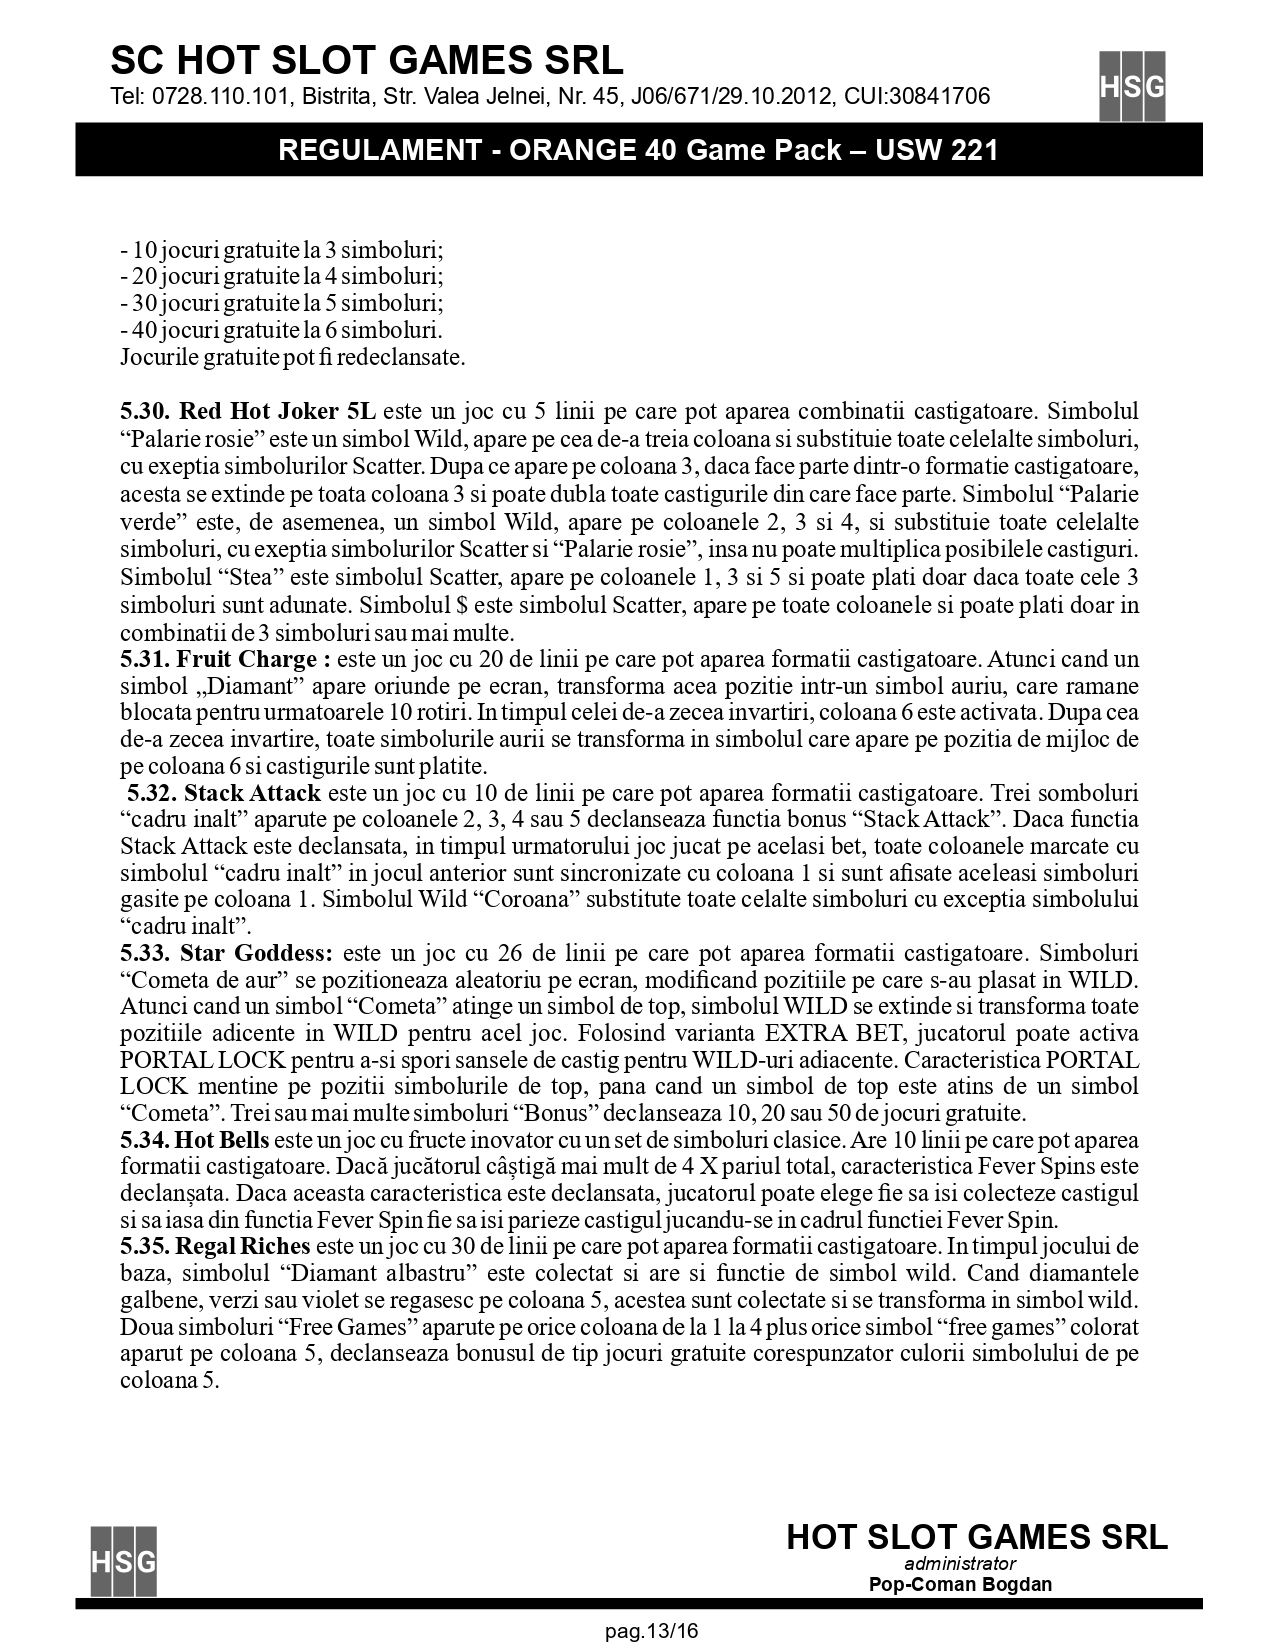 SC HOT SLOT GAMES SRL
Tel: 0728.110.101, Bistrita, Str. Valea Jelnei, Nr. 45, J06/671/29.10.2012, CUI:30841706
HSG
REGULAMENT - ORANGE 40 Game Pack – USW 221
- 10 jocuri gratuite la 3 simboluri;
- 20 jocuri gratuite la 4 simboluri;
- 30 jocuri gratuite la 5 simboluri;
- 40 jocuri gratuite la 6 simboluri.
Jocurile gratuite pot fi redeclansate.
5.30. Red Hot Joker 5L este un joc cu 5 linii pe care pot aparea combinatii castigatoare. Simbolul
“Palarie rosie” este un simbol Wild, apare pe cea de-a treia coloana si substituie toate celelalte simboluri,
cu exeptia simbolurilor Scatter. Dupa ce apare pe coloana 3, daca face parte dintr-o formatie castigatoare,
acesta se extinde pe toata coloana 3 si poate dubla toate castigurile din care face parte. Simbolul “Palarie
verde” este, de asemenea, un simbol Wild, apare pe coloanele 2, 3 si 4, si substituie toate celelalte
simboluri, cu exeptia simbolurilor Scatter si “Palarie rosie”, insa nu poate multiplica posibilele castiguri.
Simbolul “Stea” este simbolul Scatter, apare pe coloanele 1, 3 si 5 si poate plati doar daca toate cele 3
simboluri sunt adunate. Simbolul $ este simbolul Scatter, apare pe toate coloanele si poate plati doar in
combinatii de 3 simboluri sau mai multe.
5.31. Fruit Charge : este un joc cu 20 de linii pe care pot aparea formatii castigatoare. Atunci cand un
simbol „Diamant” apare oriunde pe ecran, transforma acea pozitie intr-un simbol auriu, care ramane
blocata pentru urmatoarele 10 rotiri. In timpul celei de-a zecea invartiri, coloana 6 este activata. Dupa cea
de-a zecea invartire, toate simbolurile aurii se transforma in simbolul care apare pe pozitia de mijloc de
pe coloana 6 si castigurile sunt platite.
5.32. Stack Attack este un joc cu 10 de linii pe care pot aparea formatii castigatoare. Trei somboluri
“cadru inalt” aparute pe coloanele 2, 3, 4 sau 5 declanseaza functia bonus “Stack Attack”. Daca functia
Stack Attack este declansata, in timpul urmatorului joc jucat pe acelasi bet, toate coloanele marcate cu
simbolul “cadru inalt” in jocul anterior sunt sincronizate cu coloana 1 si sunt afisate aceleasi simboluri
gasite pe coloana 1. Simbolul Wild “Coroana” substitute toate celalte simboluri cu exceptia simbolului
“cadru inalt”.
5.33. Star Goddess: este un joc cu 26 de linii pe care pot aparea formatii castigatoare. Simboluri
“Cometa de aur” se pozitioneaza aleatoriu pe ecran, modificand pozitiile pe care s-au plasat in WILD.
Atunci cand un simbol “Cometa” atinge un simbol de top, simbolul WILD se extinde si transforma toate
pozitiile adicente in WILD pentru acel joc. Folosind varianta EXTRA BET, jucatorul poate activa
PORTAL LOCK pentru a-si spori sansele de castig pentru WILD-uri adiacente. Caracteristica PORTAL
LOCK mentine pe pozitii simbolurile de top, pana cand un simbol de top este atins de un simbol
“Cometa”. Trei sau mai multe simboluri “Bonus” declanseaza 10, 20 sau 50 de jocuri gratuite.
5.34. Hot Bells este un joc cu fructe inovator cu un set de simboluri clasice. Are 10 linii pe care pot aparea
formatii castigatoare. Dacă jucătorul câștigă mai mult de 4 X pariul total, caracteristica Fever Spins este
declanșata. Daca aceasta caracteristica este declansata, jucatorul poate elege fie sa isi colecteze castigul
si sa iasa din functia Fever Spin fie sa isi parieze castigul jucandu-se in cadrul functiei Fever Spin.
5.35. Regal Riches este un joc cu 30 de linii pe care pot aparea formatii castigatoare. In timpul jocului de
baza, simbolul “Diamant albastru” este colectat si are si functie de simbol wild. Cand diamantele
galbene, verzi sau violet se regasesc pe coloana 5, acestea sunt colectate si se transforma in simbol wild.
Doua simboluri “Free Games” aparute pe orice coloana de la 1 la 4 plus orice simbol “free games” colorat
aparut pe coloana 5, declanseaza bonusul de tip jocuri gratuite corespunzator culorii simbolului de pe
coloana 5.
HSG
HOT SLOT GAMES SRL
administrator
Pop-Coman Bogdan
pag.13/16